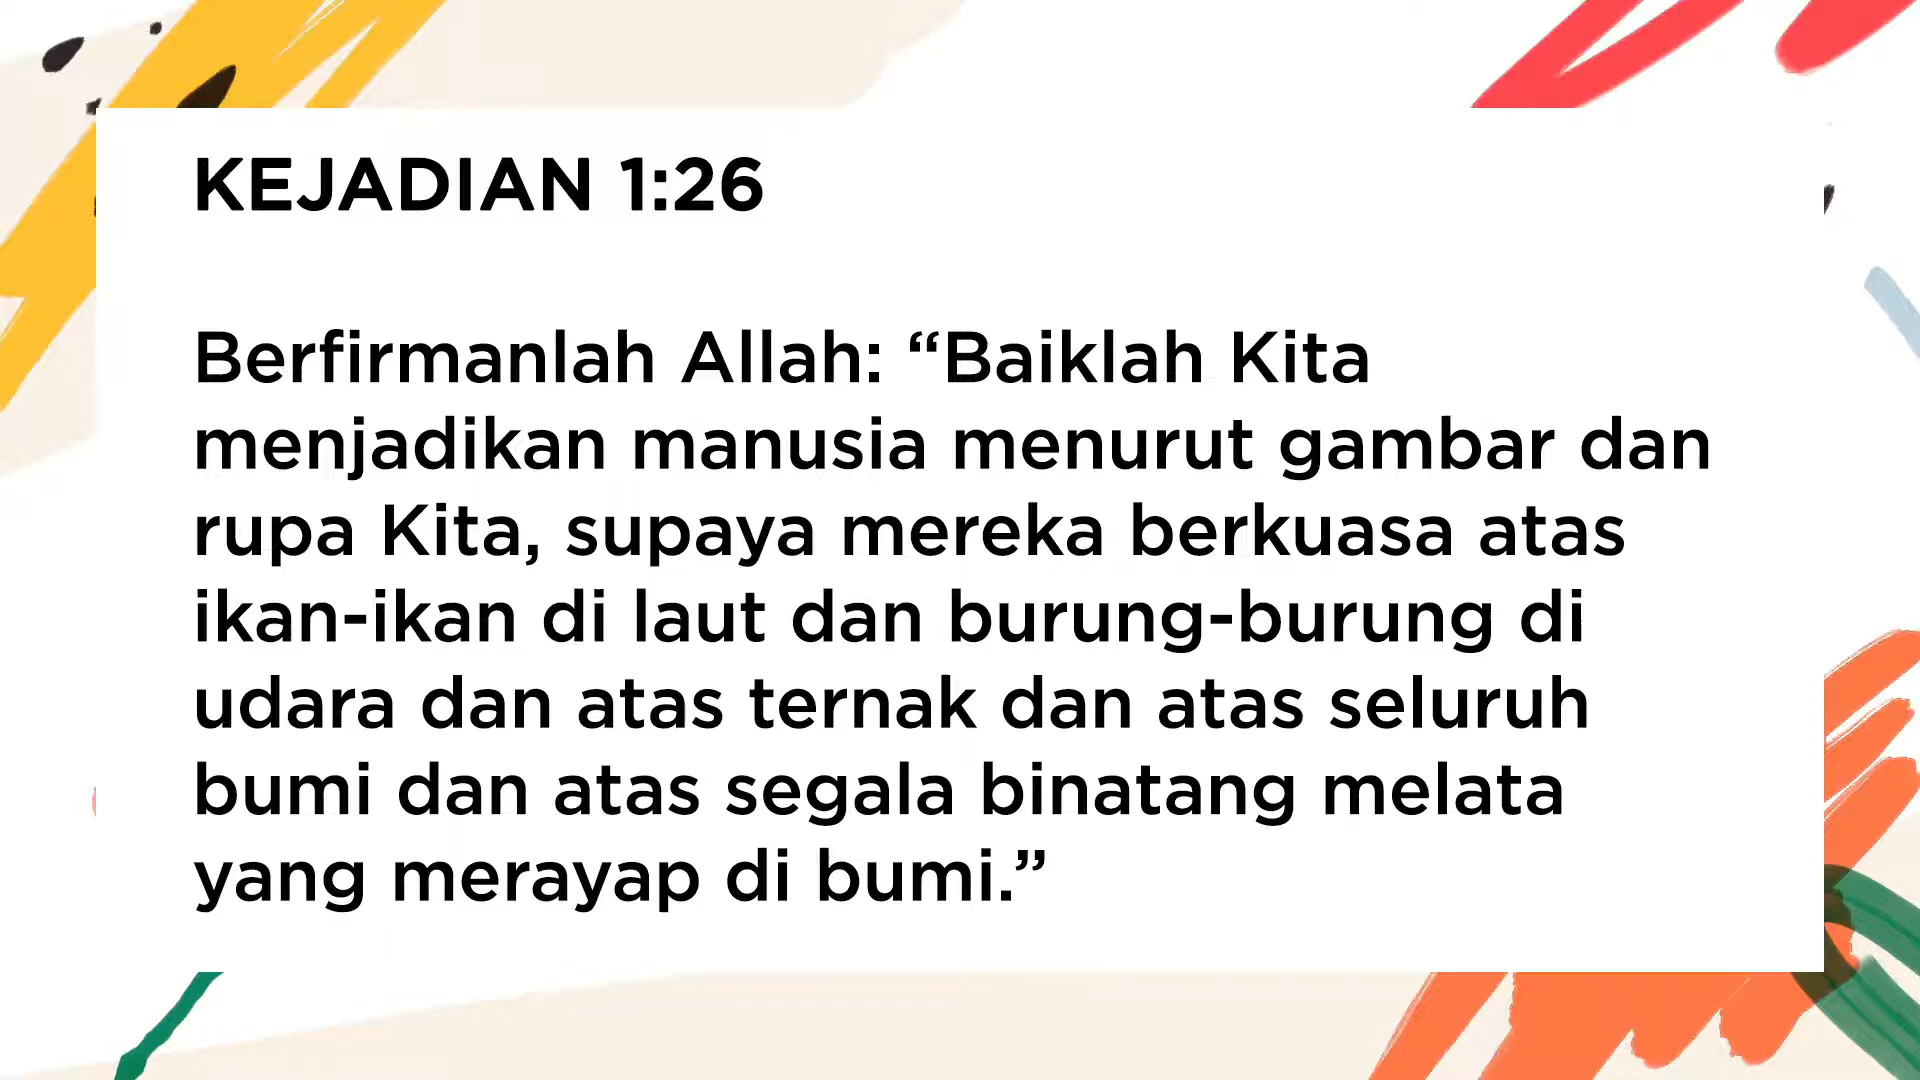 KEJADIAN 1:26
Berfirmanlah Allah: “Baiklah Kita
menjadikan manusia menurut gambar dan
rupa Kita, supaya mereka berkuasa atas
ikan-ikan di laut dan burung-burung di
udara dan atas ternak dan atas seluruh
bumi dan atas segala binatang melata
yang merayap di bumi.”